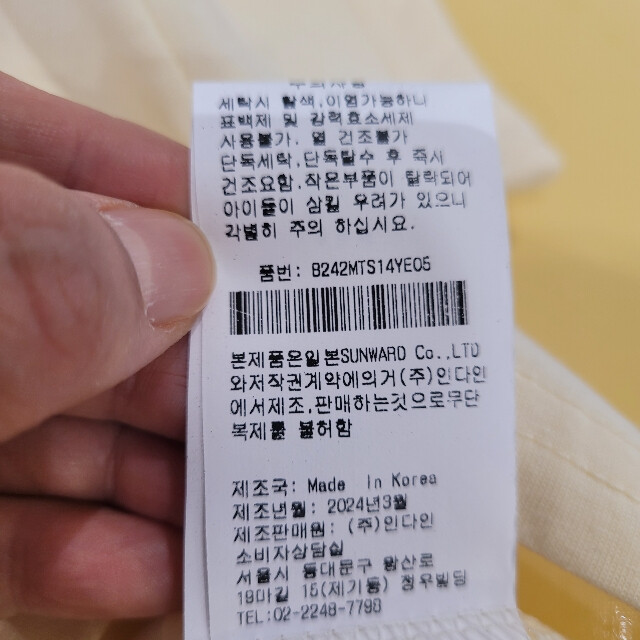 주의사항
세탁시 탈색.이염가능하니
표백제 및 강력효소세제
사용불가. 열 건조불가
단독세탁.단독탈수 후 즉시
건조요함.작은부품이 탈락되어
아이들이 삼킬 우려가 있으니
각별히 주의 하십시요.
품번: B242MTS14YE05
본제품은일본SUNWARD Co.,LTD
와저작권계약에의거(주)인다인
에서제조.판매하는것으로무단
복제를 불허함
제조국: Made In Korea
제조년월: 2024년3월
제조판매원: (주)인다인
소비자상담실
서울시 동대문구 왕산로
19마길 15(제기동) 정우빌딩
TEL:02-2248-7798